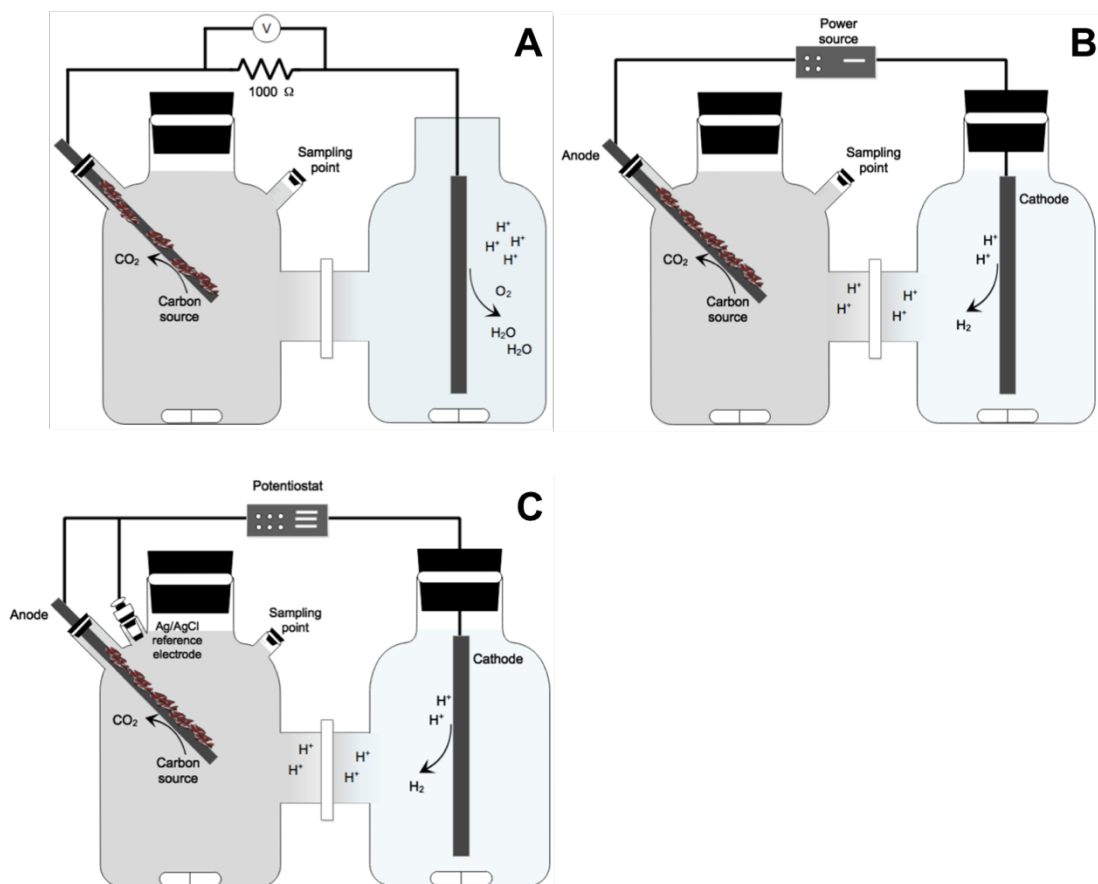 A
V
1000 Ω
Sampling
point
CO₂
Carbon
source
H⁺
H⁺ H⁺
H⁺
O₂
H₂O
H₂O
B
Power
source
Anode
Sampling
point
Cathode
CO₂
Carbon
source
H⁺
H⁺
H⁺
H⁺
H⁺
H⁺
H₂
C
Potentiostat
Anode
Ag/AgCl
reference
electrode
Sampling
point
Cathode
CO₂
Carbon
source
H⁺
H⁺
H⁺
H⁺
H⁺
H⁺
H₂